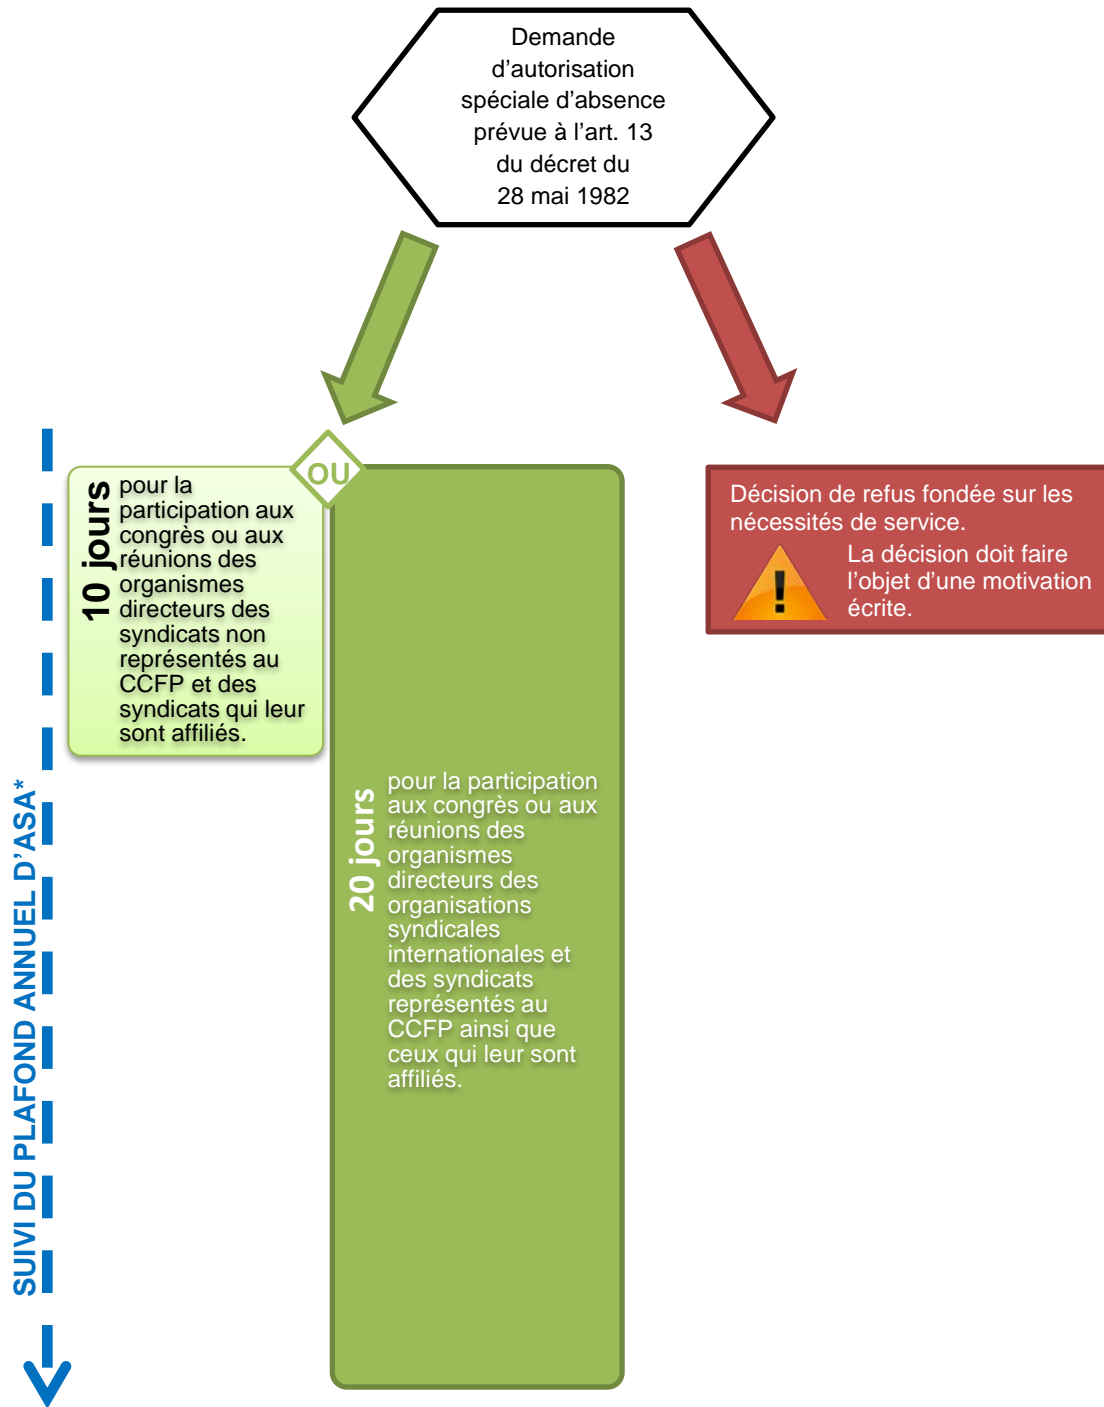 Demande
d’autorisation
spéciale d’absence
prévue à l’art. 13
du décret du
28 mai 1982
OU
10 jours
pour la
participation aux
congrès ou aux
réunions des
organismes
directeurs des
syndicats non
représentés au
CCFP et des
syndicats qui leur
sont affiliés.
20 jours
pour la participation
aux congrès ou aux
réunions des
organismes
directeurs des
organisations
syndicales
internationales et
des syndicats
représentés au
CCFP ainsi que
ceux qui leur sont
affiliés.
Décision de refus fondée sur les
nécessités de service.
La décision doit faire
l’objet d’une motivation
écrite.
SUIVI DU PLAFOND ANNUEL D’ASA*